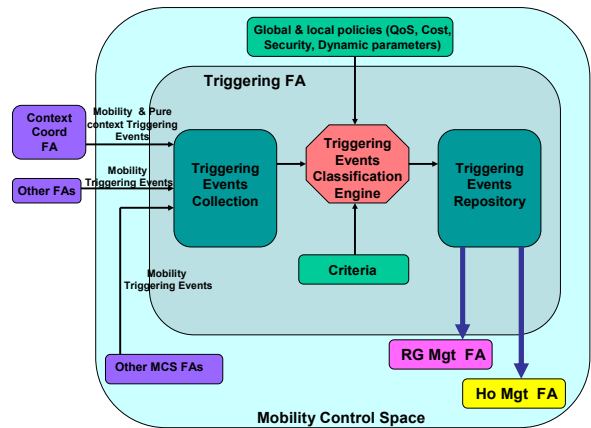 Global & local policies (QoS, Cost,
Security, Dynamic parameters)
Triggering FA
Context
Coord
FA
Mobility & Pure
context Triggering
Events
Triggering
Events
Collection
Triggering
Events
Classification
Engine
Triggering
Events
Repository
Other FAs
Mobility
Triggering Events
Mobility
Triggering Events
Criteria
Other MCS FAs
RG Mgt FA
Ho Mgt FA
Mobility Control Space